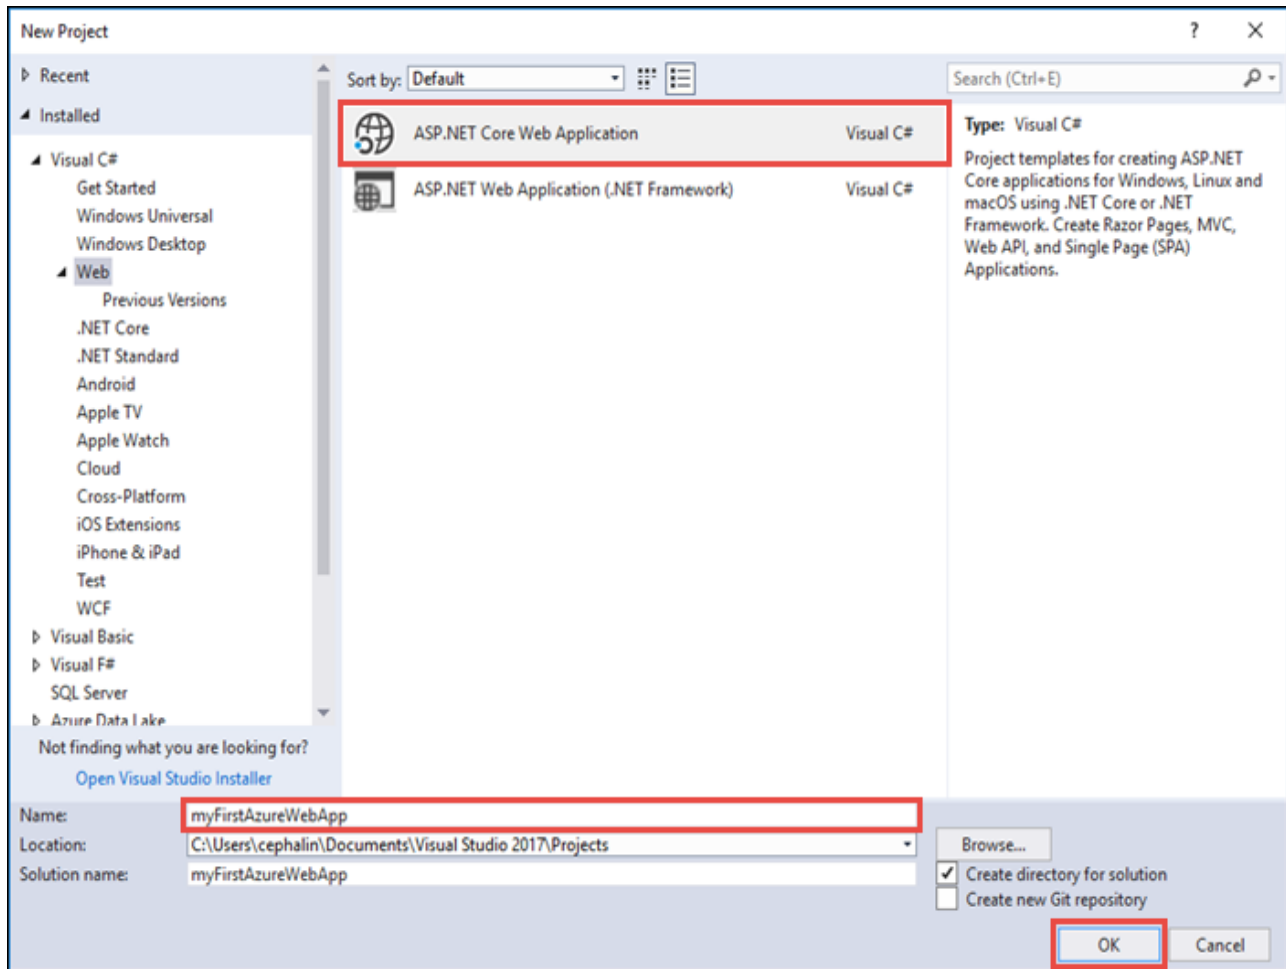 New Project
?
Recent
Installed
Visual C#
Get Started
Windows Universal
Windows Desktop
Web
Previous Versions
.NET Core
.NET Standard
Android
Apple TV
Apple Watch
Cloud
Cross-Platform
iOS Extensions
iPhone & iPad
Test
WCF
Visual Basic
Visual F#
SQL Server
Azure Data Lake
Not finding what you are looking for?
Open Visual Studio Installer
Sort by: Default
ASP.NET Core Web Application Visual C#
ASP.NET Web Application (.NET Framework) Visual C#
Search (Ctrl+E)
Type: Visual C#
Project templates for creating ASP.NET
Core applications for Windows, Linux and
macOS using .NET Core or .NET
Framework. Create Razor Pages, MVC,
Web API, and Single Page (SPA)
Applications.
Name: myFirstAzureWebApp
Location: C:\Users\cephalin\Documents\Visual Studio 2017\Projects
Solution name: myFirstAzureWebApp
Browse...
Create directory for solution
Create new Git repository
OK Cancel